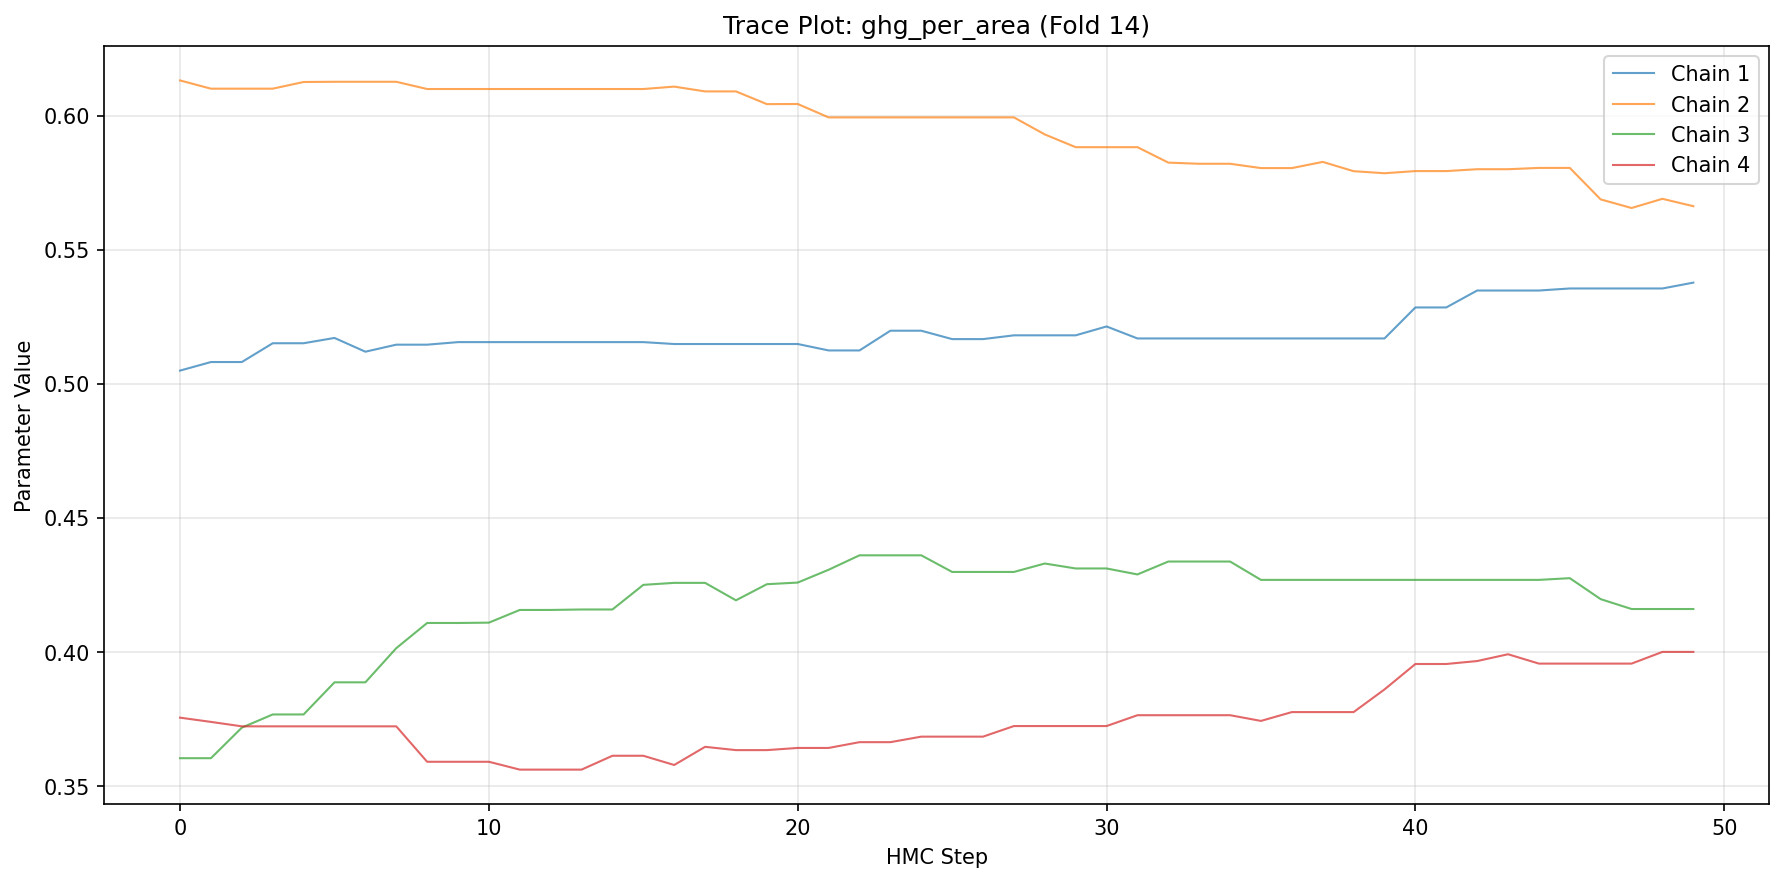 Trace Plot: ghg_per_area (Fold 14)
Chain 1
Chain 2
Chain 3
Chain 4
Parameter Value
0.60
0.55
0.50
0.45
0.40
0.35
0 10 20 30 40 50
HMC Step